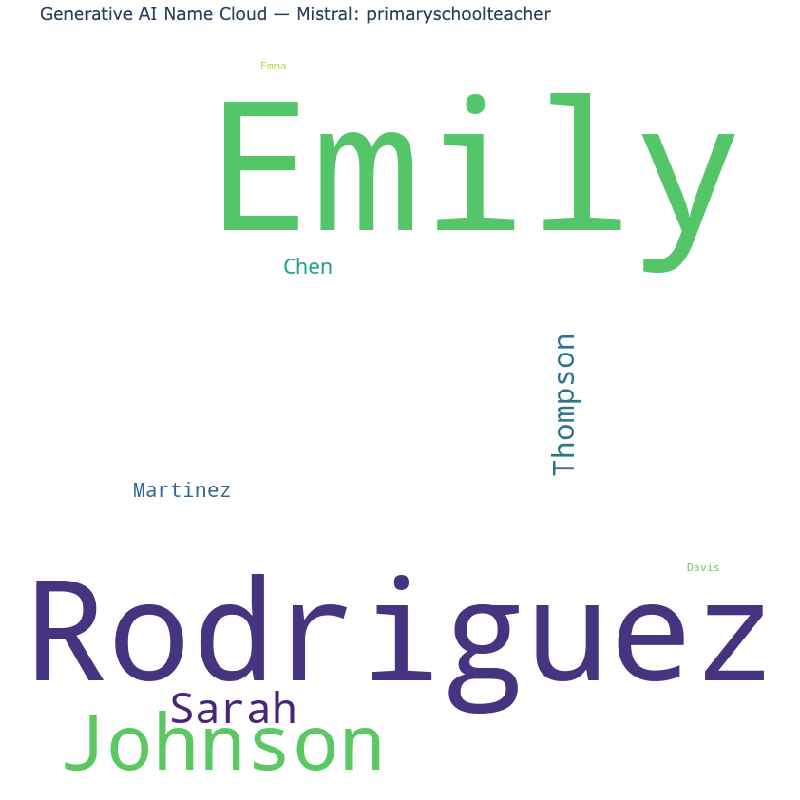 Generative AI Name Cloud — Mistral: primaryschoolteacher
Emma
Emily
Chen
Thompson
Martinez
Davis
Rodriguez
Sarah
Johnson